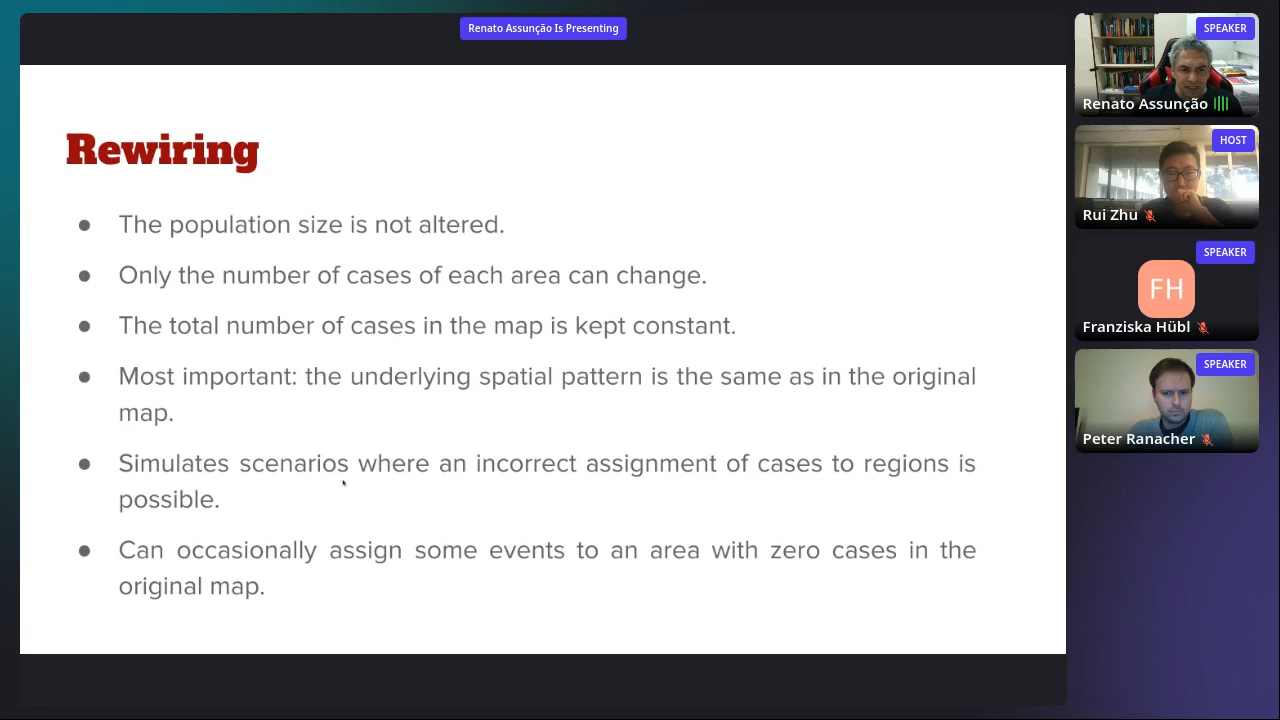 Renato Assunção Is Presenting
Rewiring
● The population size is not altered.
● Only the number of cases of each area can change.
● The total number of cases in the map is kept constant.
● Most important: the underlying spatial pattern is the same as in the original
map.
● Simulates scenarios where an incorrect assignment of cases to regions is
possible.
● Can occasionally assign some events to an area with zero cases in the
original map.
SPEAKER
Renato Assunção
HOST
Rui Zhu
SPEAKER
FH
Franziska Hübl
SPEAKER
Peter Ranacher